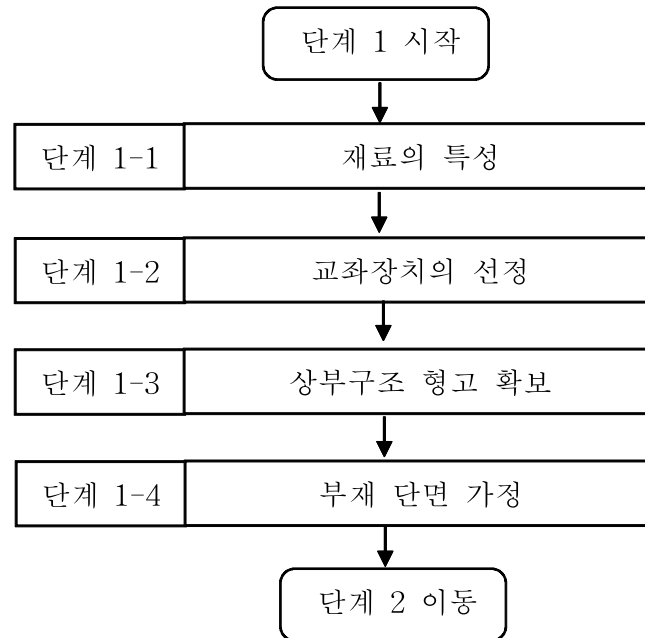 단계 1 시작
단계 1-1 재료의 특성
단계 1-2 교좌장치의 선정
단계 1-3 상부구조 형고 확보
단계 1-4 부재 단면 가정
단계 2 이동